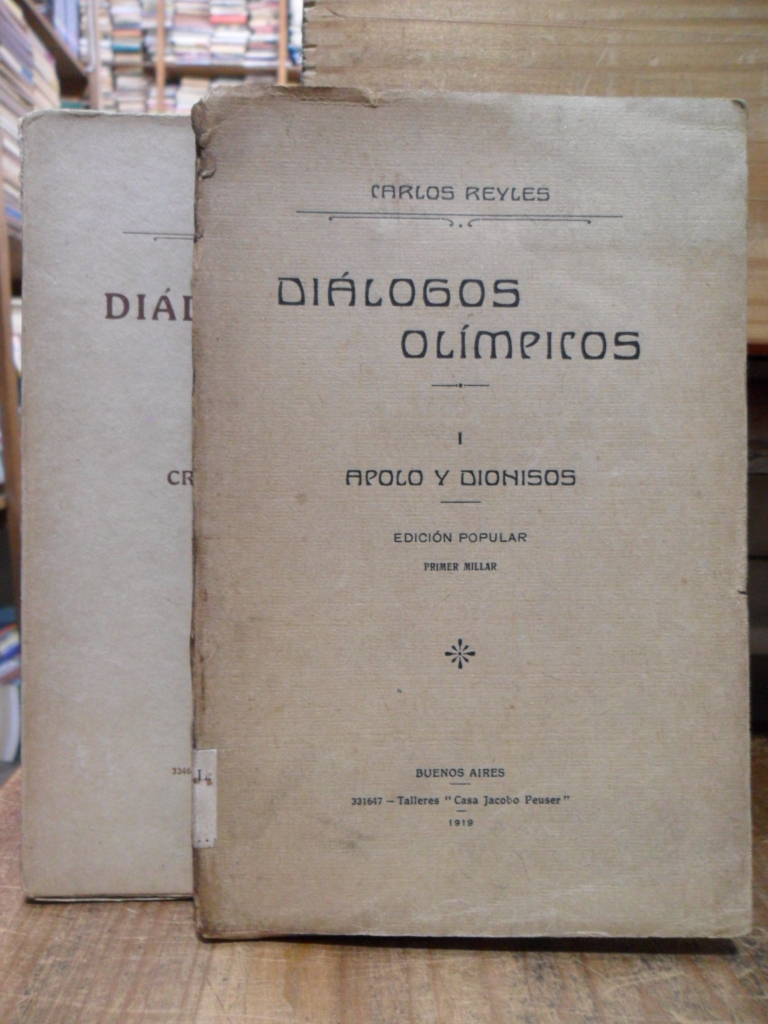 CARLOS REYLES
DIÁLOGOS
OLÍMPICOS
I
APOLO Y DIONISOS
EDICIÓN POPULAR
PRIMER MILLAR
BUENOS AIRES
331647 — Talleres "Casa Jacobo Peuser"
1919
DIÁL
CR